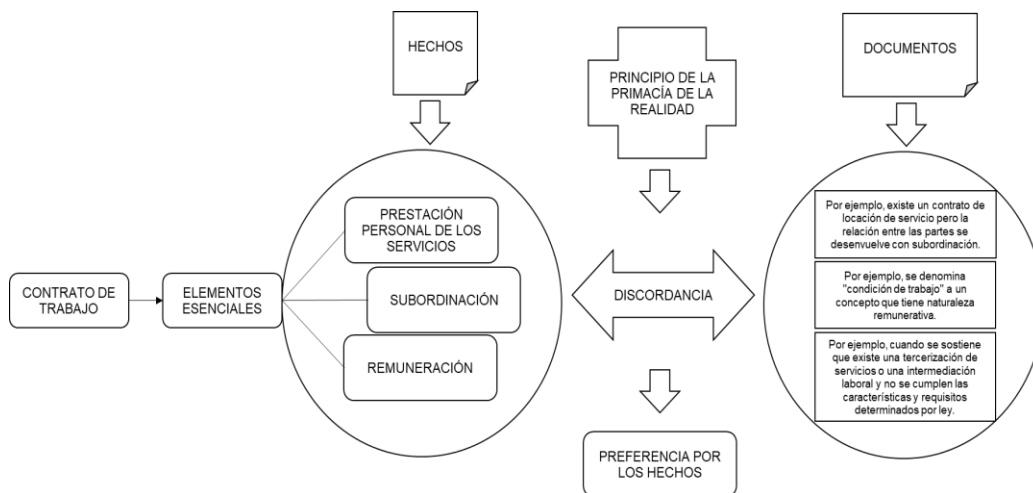 HECHOS
PRINCIPIO DE LA
PRIMACÍA DE LA
REALIDAD
DOCUMENTOS
CONTRATO DE
TRABAJO
ELEMENTOS
ESENCIALES
PRESTACIÓN
PERSONAL DE LOS
SERVICIOS
SUBORDINACIÓN
REMUNERACIÓN
DISCORDANCIA
PREFERENCIA POR
LOS HECHOS
Por ejemplo, existe un contrato de
locación de servicio pero la
relación entre las partes se
desenvuelve con subordinación.
Por ejemplo, se denomina
"condición de trabajo" a un
concepto que tiene naturaleza
remunerativa.
Por ejemplo, cuando se sostiene
que existe una tercerización de
servicios o una intermediación
laboral y no se cumplen las
características y requisitos
determinados por ley.